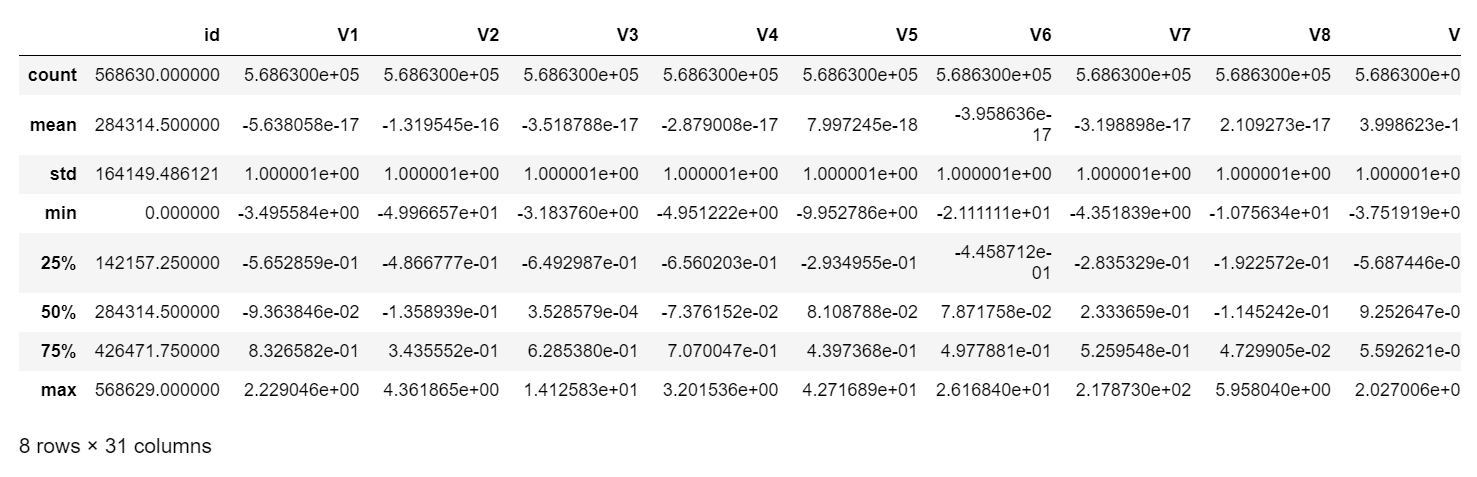 id V1 V2 V3 V4 V5 V6 V7 V8 V
count 568630.000000 5.686300e+05 5.686300e+05 5.686300e+05 5.686300e+05 5.686300e+05 5.686300e+05 5.686300e+05 5.686300e+05 5.686300e+0
mean 284314.500000 -5.638058e-17 -1.319545e-16 -3.518788e-17 -2.879008e-17 7.997245e-18 -3.958636e-17 -3.198898e-17 2.109273e-17 3.998623e-1
std 164149.486121 1.000001e+00 1.000001e+00 1.000001e+00 1.000001e+00 1.000001e+00 1.000001e+00 1.000001e+00 1.000001e+00 1.000001e+0
min 0.000000 -3.495584e+00 -4.996657e+01 -3.183760e+00 -4.951222e+00 -9.952786e+00 -2.111111e+01 -4.351839e+00 -1.075634e+01 -3.751919e+0
25% 142157.250000 -5.652859e-01 -4.866777e-01 -6.492987e-01 -6.560203e-01 -2.934955e-01 -4.458712e-01 -2.835329e-01 -1.922572e-01 -5.687446e-0
50% 284314.500000 -9.363846e-02 -1.358939e-01 3.528579e-04 -7.376152e-02 8.108788e-02 7.871758e-02 2.333659e-01 -1.145242e-01 9.252647e-0
75% 426471.750000 8.326582e-01 3.435552e-01 6.285380e-01 7.070047e-01 4.397368e-01 4.977881e-01 5.259548e-01 4.729905e-02 5.592621e-0
max 568629.000000 2.229046e+00 4.361865e+00 1.412583e+01 3.201536e+00 4.271689e+01 2.616840e+01 2.178730e+02 5.958040e+00 2.027006e+0
8 rows × 31 columns